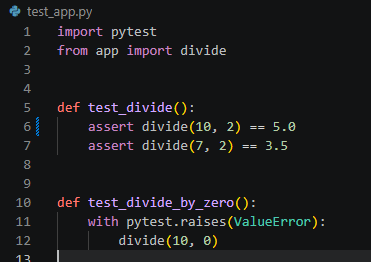 test_app.py
1 import pytest
2 from app import divide
3
4
5 def test_divide():
6     assert divide(10, 2) == 5.0
7     assert divide(7, 2) == 3.5
8
9
10 def test_divide_by_zero():
11     with pytest.raises(ValueError):
12         divide(10, 0)
13